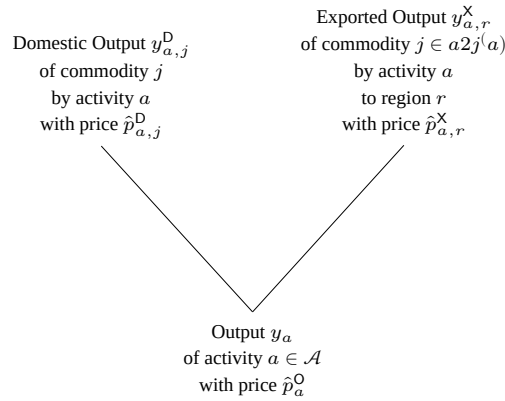 Domestic Output $y^{\mathsf{D}}_{a,j}$
of commodity $j$
by activity $a$
with price $\hat{p}^{\mathsf{D}}_{a,j}$
Exported Output $y^{\mathsf{X}}_{a,r}$
of commodity $j \in a2j^{(}a)$
by activity $a$
to region $r$
with price $\hat{p}^{\mathsf{X}}_{a,r}$
Output $y_a$
of activity $a \in \mathcal{A}$
with price $\hat{p}^{\mathsf{O}}_a$